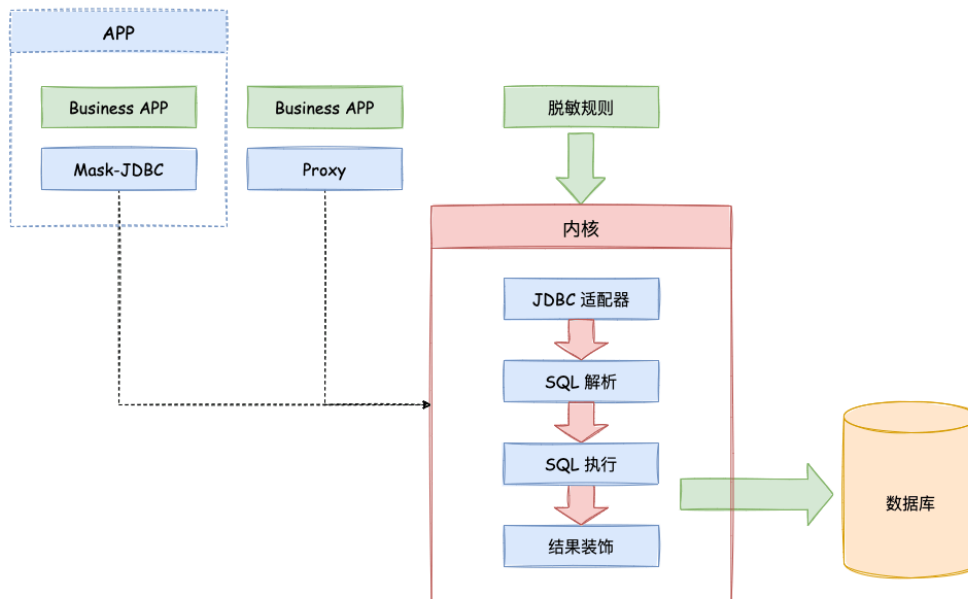 APP
Business APP
Mask-JDBC
Business APP
Proxy
脱敏规则
内核
JDBC 适配器
SQL 解析
SQL 执行
结果装饰
数据库